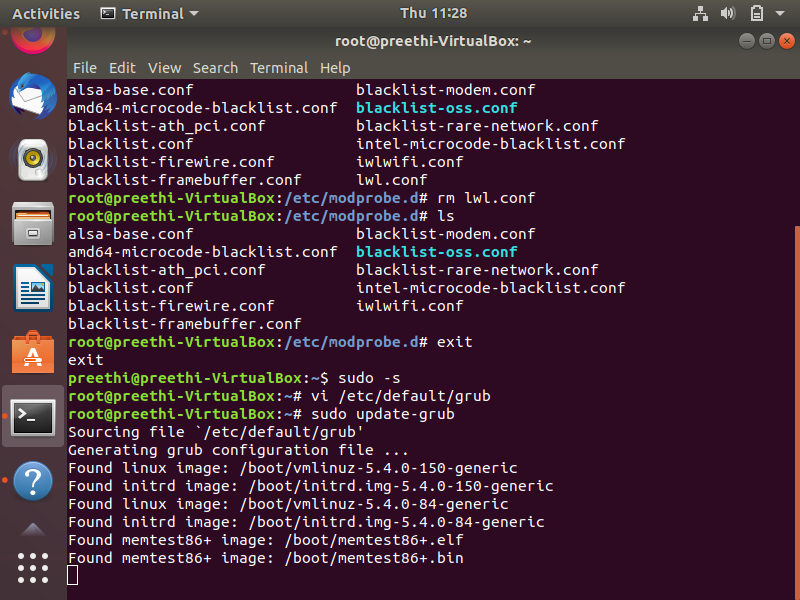 Activities Terminal Thu 11:28
root@preethi-VirtualBox: ~
File Edit View Search Terminal Help
alsa-base.conf blacklist-modem.conf
amd64-microcode-blacklist.conf blacklist-oss.conf
blacklist-ath_pci.conf blacklist-rare-network.conf
blacklist.conf intel-microcode-blacklist.conf
blacklist-firewire.conf iwlwifi.conf
blacklist-framebuffer.conf lwl.conf
root@preethi-VirtualBox:/etc/modprobe.d# rm lwl.conf
root@preethi-VirtualBox:/etc/modprobe.d# ls
alsa-base.conf blacklist-modem.conf
amd64-microcode-blacklist.conf blacklist-oss.conf
blacklist-ath_pci.conf blacklist-rare-network.conf
blacklist.conf intel-microcode-blacklist.conf
blacklist-firewire.conf iwlwifi.conf
blacklist-framebuffer.conf
root@preethi-VirtualBox:/etc/modprobe.d# exit
exit
preethi@preethi-VirtualBox:~$ sudo -s
root@preethi-VirtualBox:~# vi /etc/default/grub
root@preethi-VirtualBox:~# sudo update-grub
Sourcing file `/etc/default/grub'
Generating grub configuration file ...
Found linux image: /boot/vmlinuz-5.4.0-150-generic
Found initrd image: /boot/initrd.img-5.4.0-150-generic
Found linux image: /boot/vmlinuz-5.4.0-84-generic
Found initrd image: /boot/initrd.img-5.4.0-84-generic
Found memtest86+ image: /boot/memtest86+.elf
Found memtest86+ image: /boot/memtest86+.bin